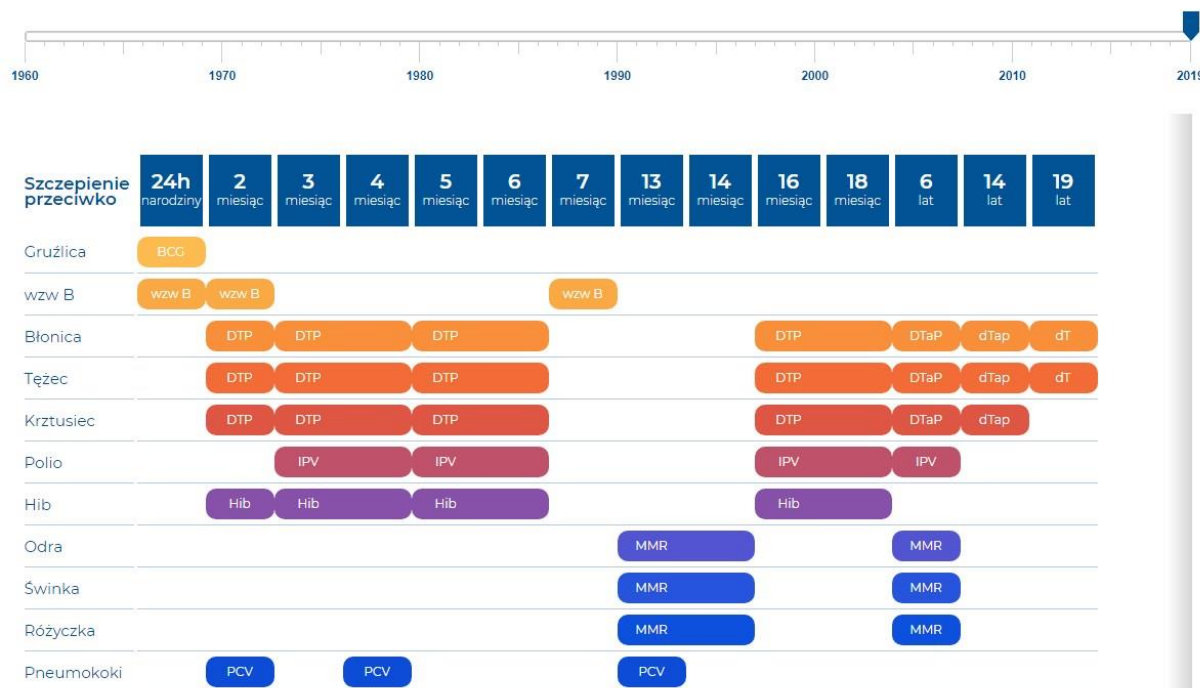 1960 1970 1980 1990 2000 2010 2019
Szczepienie przeciwko
24h narodziny
2 miesiąc
3 miesiąc
4 miesiąc
5 miesiąc
6 miesiąc
7 miesiąc
13 miesiąc
14 miesiąc
16 miesiąc
18 miesiąc
6 lat
14 lat
19 lat
Gruźlica BCG
wzw B wzw B wzw B wzw B
Błonica DTP DTP DTP DTP DTaP dTap dT
Tężec DTP DTP DTP DTP DTaP dTap dT
Krztusiec DTP DTP DTP DTP DTaP dTap
Polio IPV IPV IPV IPV
Hib Hib Hib Hib Hib
Odra MMR MMR
Świnka MMR MMR
Różyczka MMR MMR
Pneumokoki PCV PCV PCV